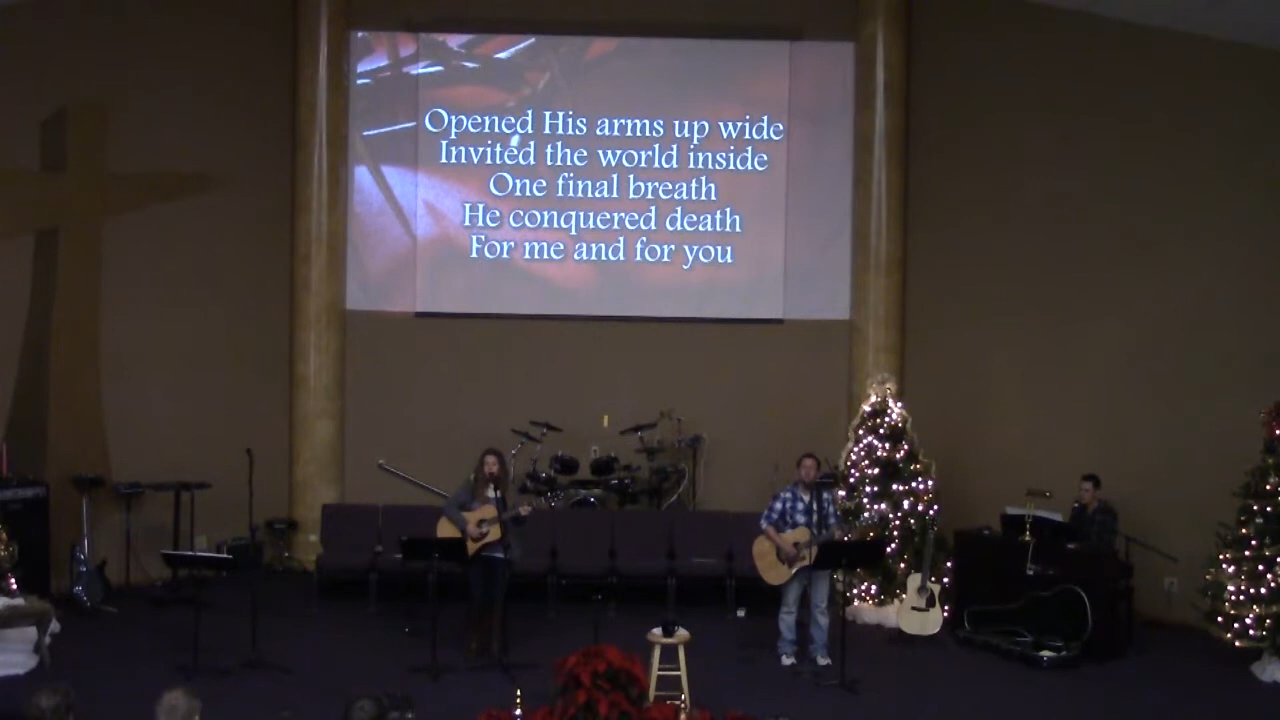 Opened His arms up wide
Invited the world inside
One final breath
He conquered death
For me and for you